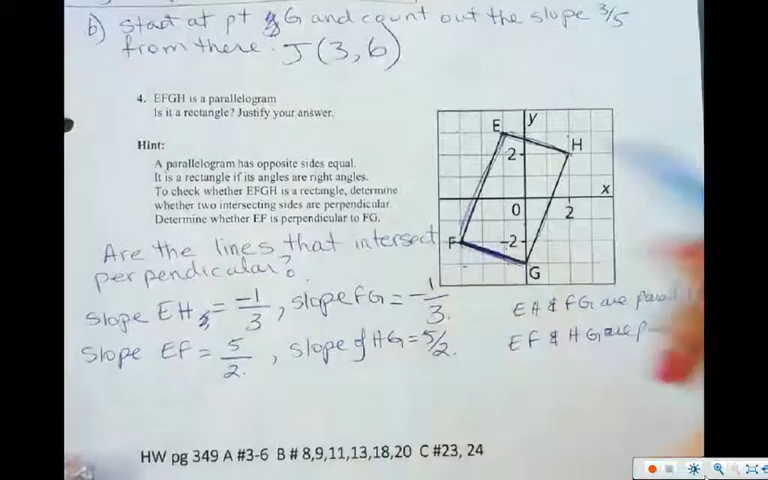 b) Start at pt G and count out the slope 3/5
from there. J(3,6)
4. EFGH is a parallelogram
Is it a rectangle? Justify your answer.
Hint:
A parallelogram has opposite sides equal.
It is a rectangle if its angles are right angles.
To check whether EFGH is a rectangle, determine
whether two intersecting sides are perpendicular.
Determine whether EF is perpendicular to FG.
E y
2
H
x
0 2
F -2
G
Are the lines that intersect
perpendicular?
Slope EH = -1/3, slope FG = -1/3.
EH & FG are
Slope EF = 5/2, slope of HG = 5/2.
EF & HG are
HW pg 349 A #3-6 B # 8,9,11,13,18,20 C #23, 24